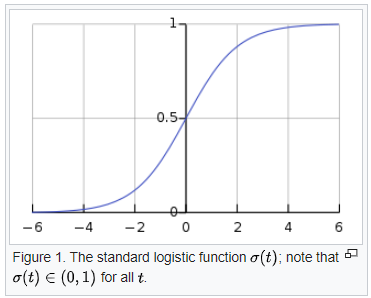 1
0.5
0
−6 −4 −2 0 2 4 6
Figure 1. The standard logistic function σ(t); note that
σ(t) ∈ (0, 1) for all t.